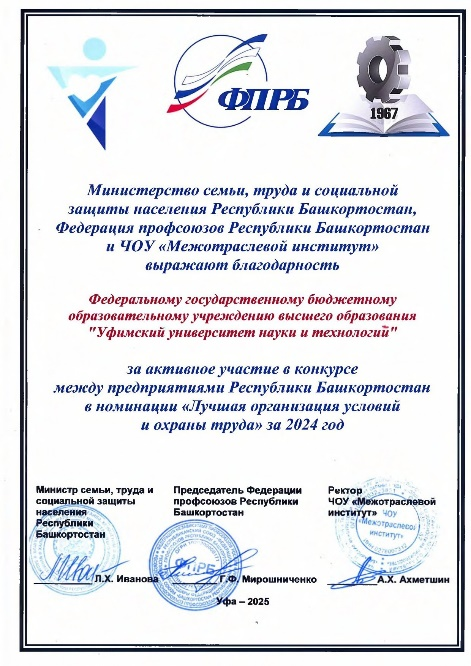 ФПРБ
1967
Министерство семьи, труда и социальной
защиты населения Республики Башкортостан,
Федерация профсоюзов Республики Башкортостан
и ЧОУ «Межотраслевой институт»
выражают благодарность
Федеральному государственному бюджетному
образовательному учреждению высшего образования
"Уфимский университет науки и технологий"
за активное участие в конкурсе
между предприятиями Республики Башкортостан
в номинации «Лучшая организация условий
и охраны труда» за 2024 год
Министр семьи, труда и
социальной защиты
населения
Республики
Башкортостан
Л.Х. Иванова
Председатель Федерации
профсоюзов Республики
Башкортостан
ФПРБ
Г.Ф. Мирошниченко
Ректор
ЧОУ «Межотраслевой
институт»
ЧОУ
«Межотраслевой
институт»
А.Х. Ахметшин
Уфа – 2025